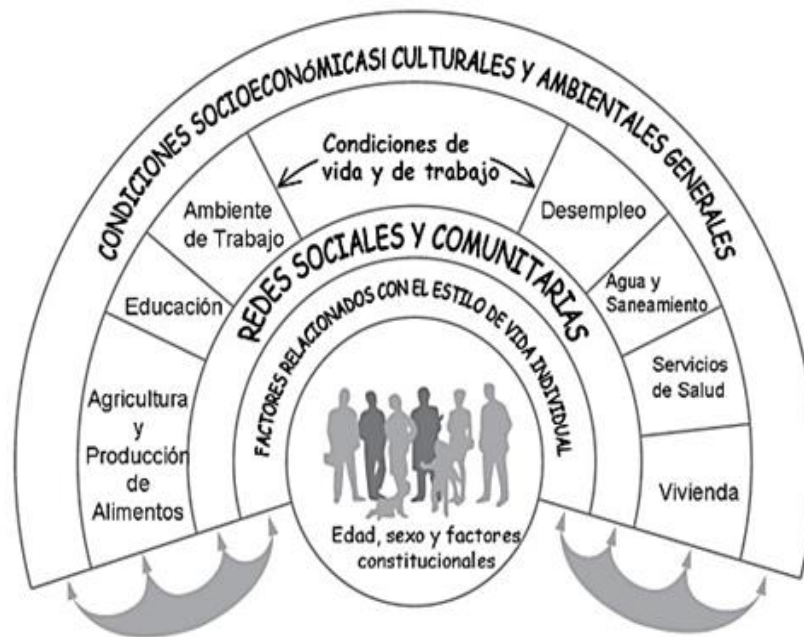 CONDICIONES SOCIOECONÓMICAS| CULTURALES Y AMBIENTALES GENERALES
Condiciones de
vida y de trabajo
Ambiente
de Trabajo
Desempleo
Educación
Agua y
Saneamiento
Agricultura
y
Producción
de
Alimentos
Servicios
de Salud
Vivienda
REDES SOCIALES Y COMUNITARIAS
FACTORES RELACIONADOS CON EL ESTILO DE VIDA INDIVIDUAL
Edad, sexo y factores
constitucionales